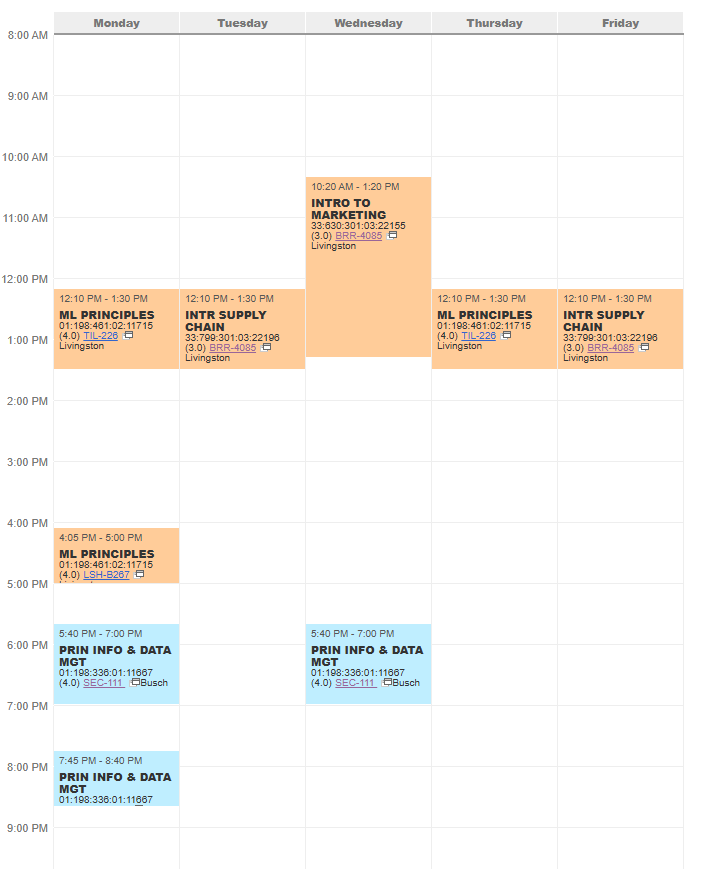 Monday
Tuesday
Wednesday
Thursday
Friday
8:00 AM
9:00 AM
10:00 AM
10:20 AM - 1:20 PM
INTRO TO
MARKETING
33:630:301:03:22155
(3.0) BRR-4085
Livingston
11:00 AM
12:00 PM
12:10 PM - 1:30 PM
ML PRINCIPLES
01:198:461:02:11715
(4.0) TIL-226
Livingston
12:10 PM - 1:30 PM
INTR SUPPLY
CHAIN
33:799:301:03:22196
(3.0) BRR-4085
Livingston
12:10 PM - 1:30 PM
ML PRINCIPLES
01:198:461:02:11715
(4.0) TIL-226
Livingston
12:10 PM - 1:30 PM
INTR SUPPLY
CHAIN
33:799:301:03:22196
(3.0) BRR-4085
Livingston
1:00 PM
2:00 PM
3:00 PM
4:00 PM
4:05 PM - 5:00 PM
ML PRINCIPLES
01:198:461:02:11715
(4.0) LSH-B267
5:00 PM
5:40 PM - 7:00 PM
PRIN INFO & DATA
MGT
01:198:336:01:11667
(4.0) SEC-111 Busch
5:40 PM - 7:00 PM
PRIN INFO & DATA
MGT
01:198:336:01:11667
(4.0) SEC-111 Busch
6:00 PM
7:00 PM
7:45 PM - 8:40 PM
PRIN INFO & DATA
MGT
01:198:336:01:11667
8:00 PM
9:00 PM